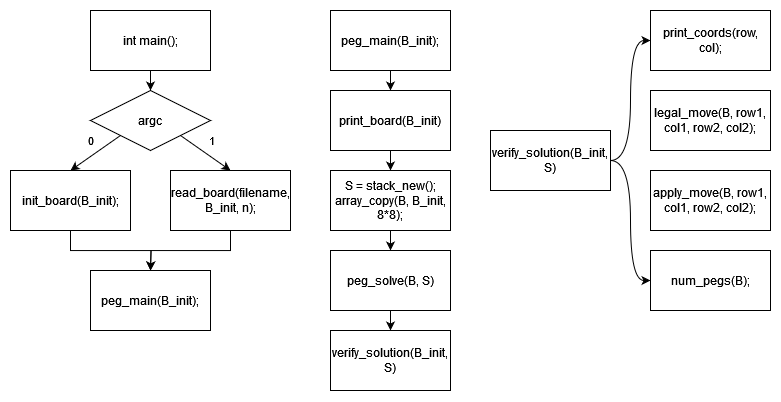 int main();
argc
0
1
init_board(B_init);
read_board(filename,
B_init, n);
peg_main(B_init);
peg_main(B_init);
print_board(B_init)
S = stack_new();
array_copy(B, B_init,
8*8);
peg_solve(B, S)
verify_solution(B_init,
S)
verify_solution(B_init,
S)
print_coords(row,
col);
legal_move(B, row1,
col1, row2, col2);
apply_move(B, row1,
col1, row2, col2);
num_pegs(B);